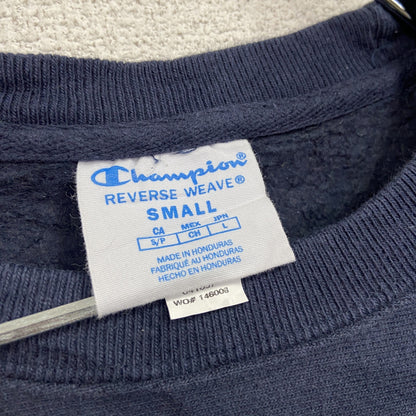 Champion®
REVERSE WEAVE®
SMALL
CA MEX JPN
S/P CH L
MADE IN HONDURAS
FABRIQUÉ AU HONDURAS
HECHO EN HONDURAS
WO# 146008